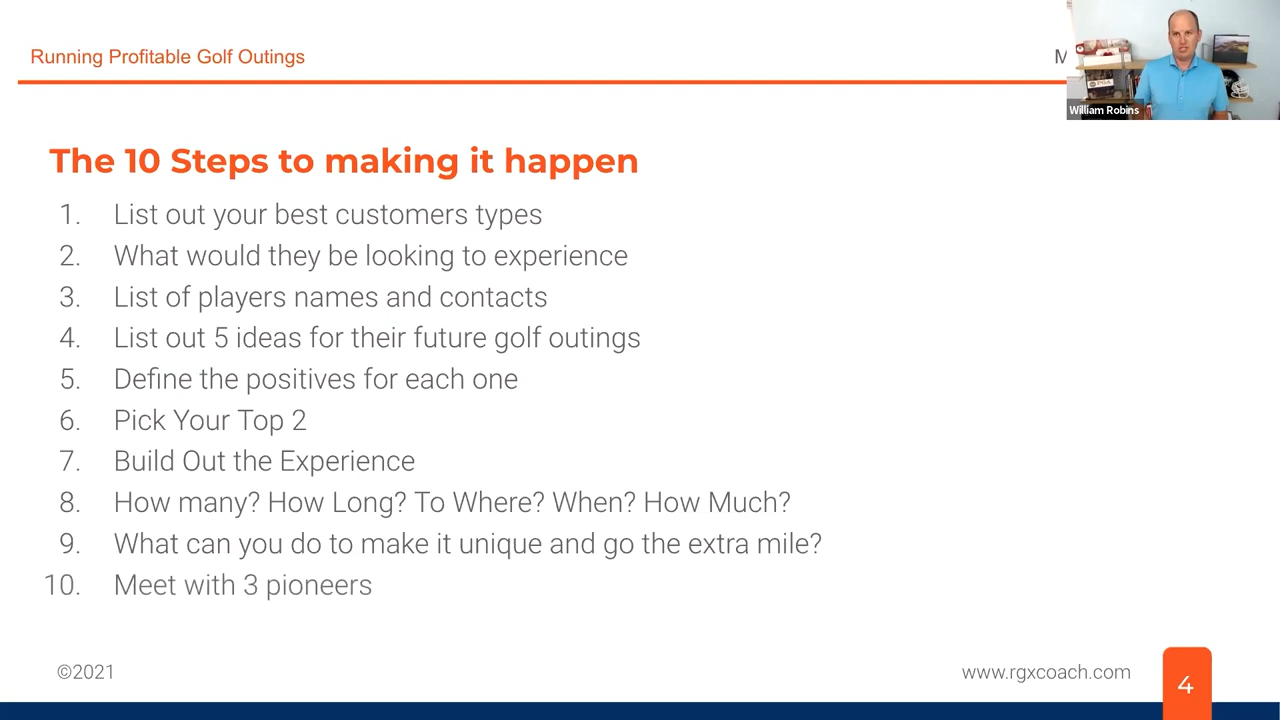 Running Profitable Golf Outings
M
William Robins
The 10 Steps to making it happen
1. List out your best customers types
2. What would they be looking to experience
3. List of players names and contacts
4. List out 5 ideas for their future golf outings
5. Define the positives for each one
6. Pick Your Top 2
7. Build Out the Experience
8. How many? How Long? To Where? When? How Much?
9. What can you do to make it unique and go the extra mile?
10. Meet with 3 pioneers
©2021
www.rgxcoach.com
4